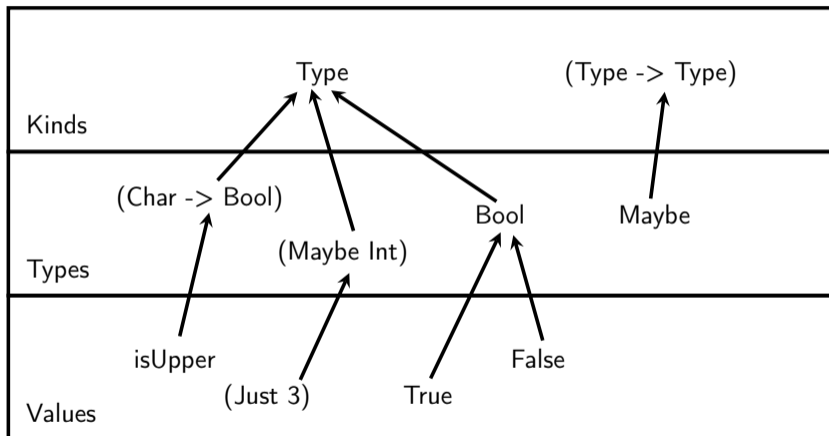 Type
(Type -> Type)
Kinds
(Char -> Bool)
Bool
Maybe
(Maybe Int)
Types
isUpper
False
(Just 3)
True
Values